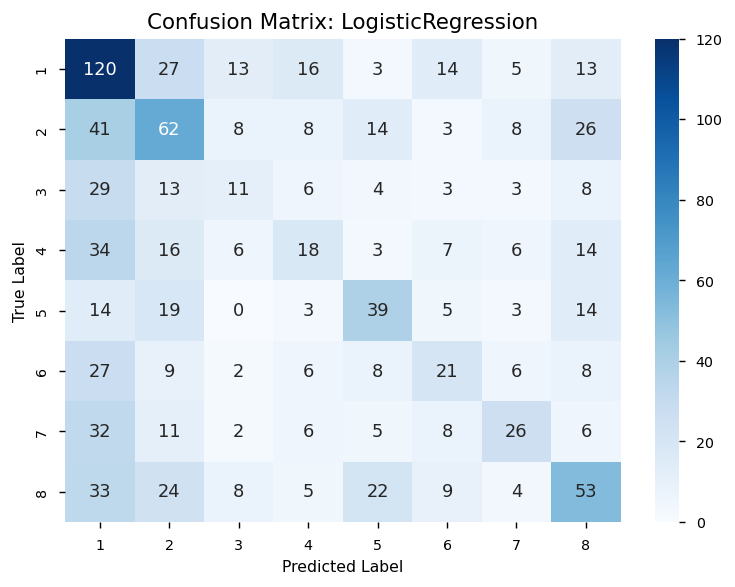 Confusion Matrix: LogisticRegression
True Label
1 120 27 13 16 3 14 5 13
2 41 62 8 8 14 3 8 26
3 29 13 11 6 4 3 3 8
4 34 16 6 18 3 7 6 14
5 14 19 0 3 39 5 3 14
6 27 9 2 6 8 21 6 8
7 32 11 2 6 5 8 26 6
8 33 24 8 5 22 9 4 53
1 2 3 4 5 6 7 8
Predicted Label
120
100
80
60
40
20
0